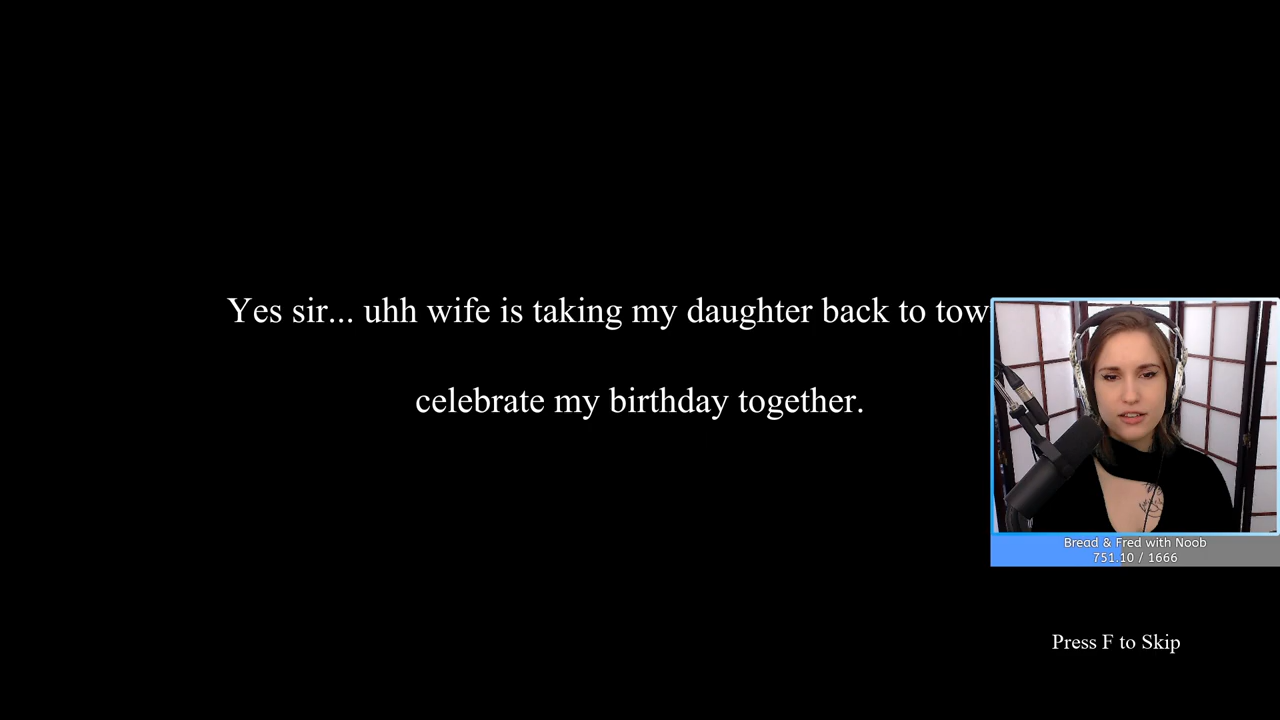 Yes sir... uhh wife is taking my daughter back to tow
celebrate my birthday together.
Bread & Fred with Noob
751.10 / 1666
Press F to Skip